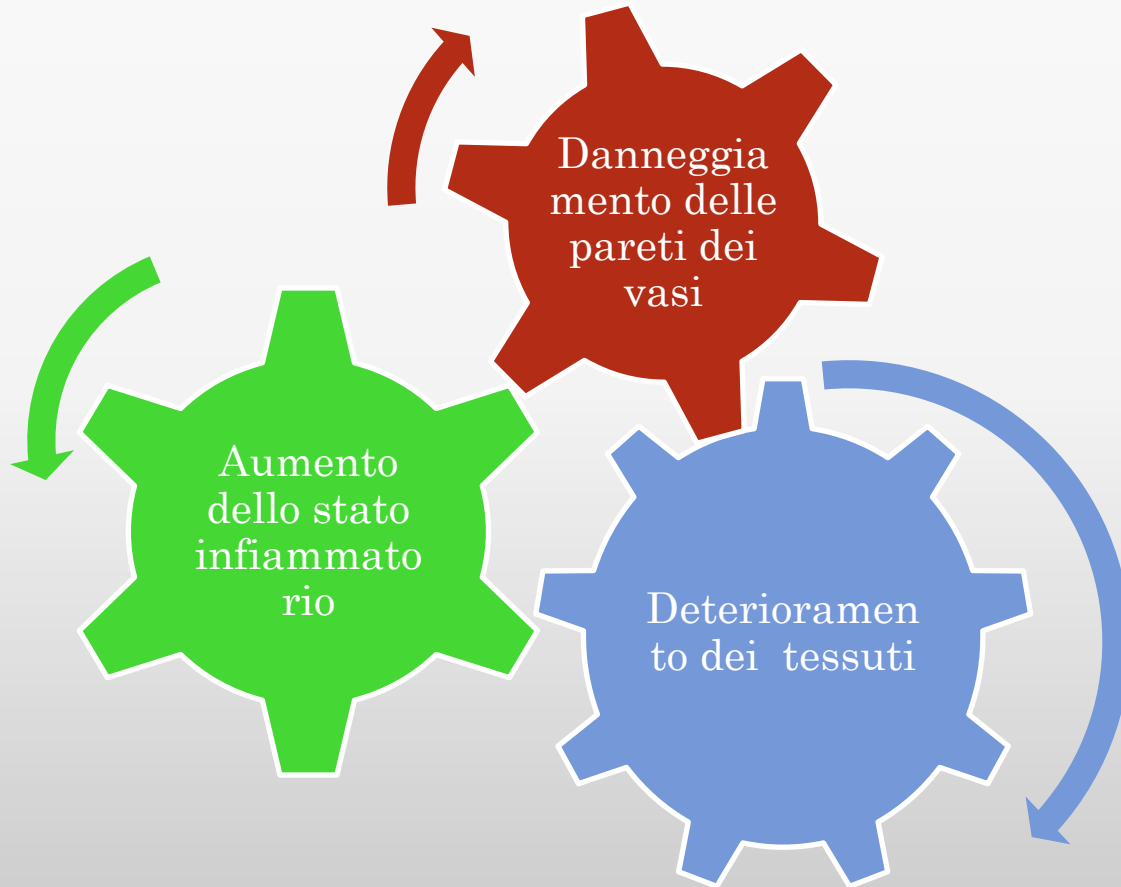 Danneggia
mento delle
pareti dei
vasi
Aumento
dello stato
infiammato
rio
Deterioramen
to dei  tessuti